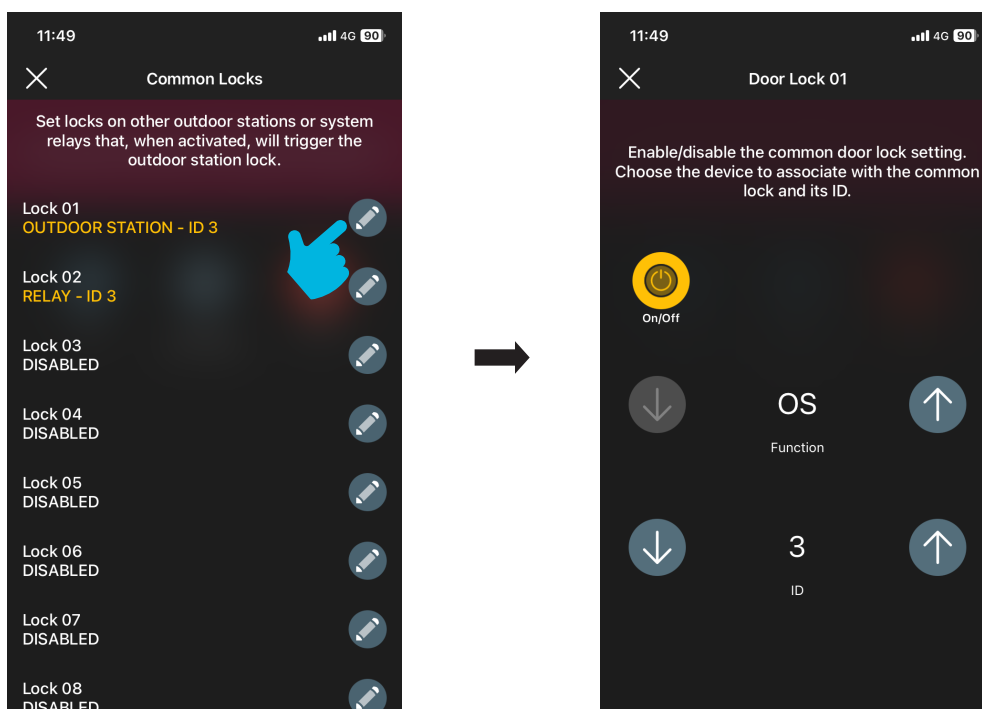 11:49
4G 90
Common Locks
Set locks on other outdoor stations or system
relays that, when activated, will trigger the
outdoor station lock.
Lock 01
OUTDOOR STATION - ID 3
Lock 02
RELAY - ID 3
Lock 03
DISABLED
Lock 04
DISABLED
Lock 05
DISABLED
Lock 06
DISABLED
Lock 07
DISABLED
Lock 08
DISABLED
11:49
4G 90
Door Lock 01
Enable/disable the common door lock setting.
Choose the device to associate with the common
lock and its ID.
On/Off
OS
Function
3
ID